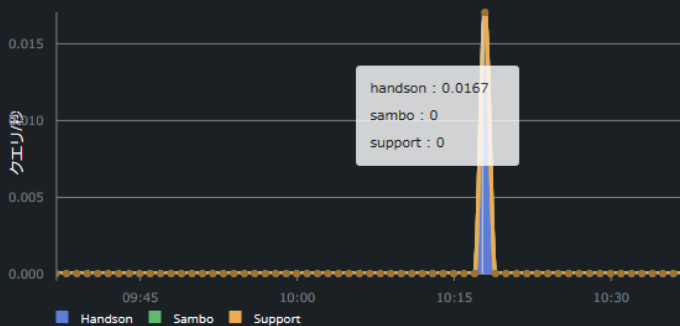 0.015
handson : 0.0167
0.010
sambo : 0
support : 0
クエリ/秒
0.005
0.000
09:45 10:00 10:15 10:30
Handson Sambo Support